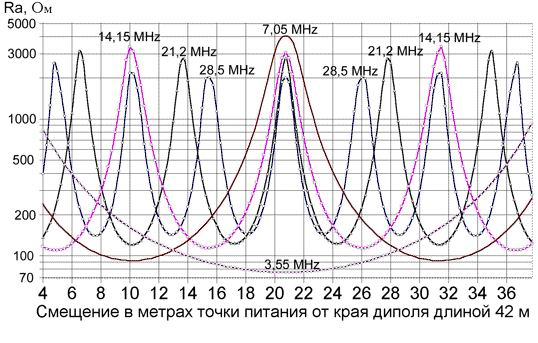 Ra, Ом
5000
3000
1000
500
200
100
70
7,05 MHz
14,15 MHz
14,15 MHz
21,2 MHz
21,2 MHz
28,5 MHz
28,5 MHz
3,55 MHz
4 6 8 10 12 14 16 18 20 22 24 26 28 30 32 34 36
Смещение в метрах точки питания от края диполя длиной 42 м